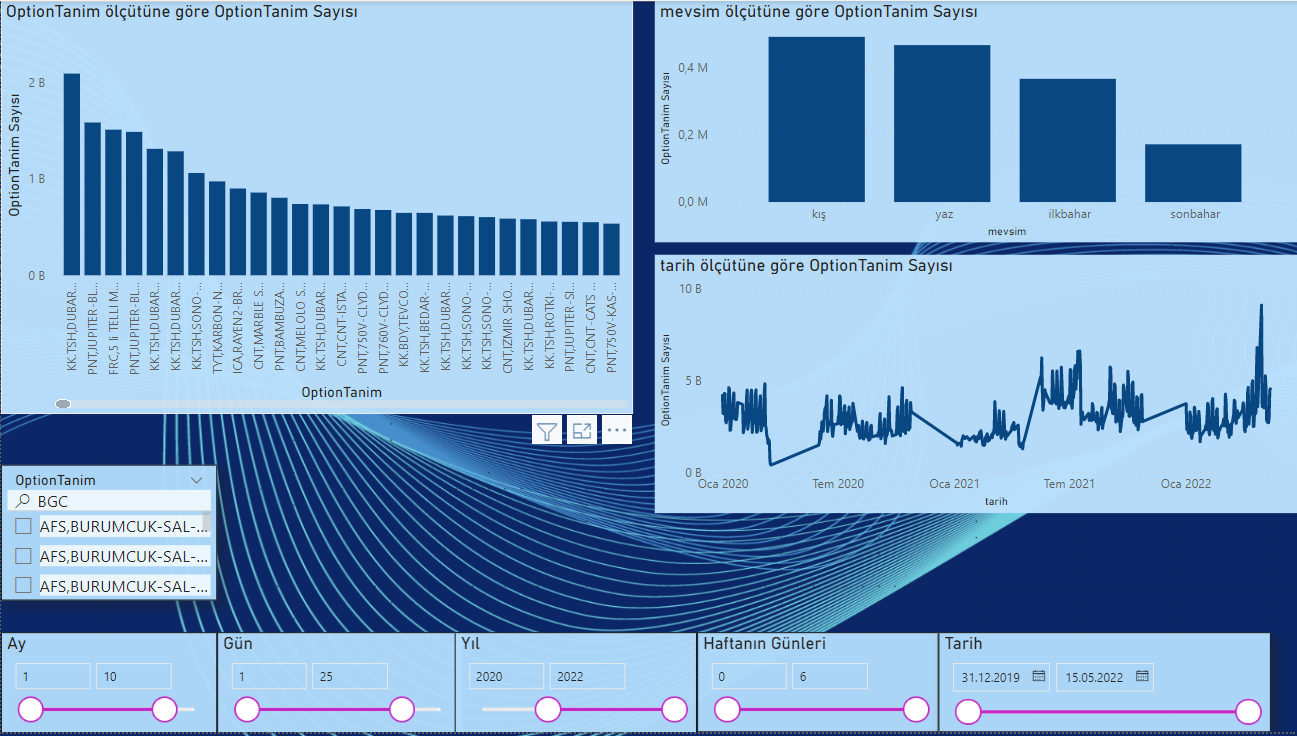 OptionTanim ölçütüne göre OptionTanim Sayısı
OptionTanim Sayısı
2 B
1 B
0 B
KK.TSH,DUBAR...
PNT,JUPITER-BL...
FRC,5 li TELLI M...
PNT,JUPITER-BL...
KK.TSH,DUBAR...
KK.TSH,DUBAR...
KK.TSH,SONO-...
TYT,KARBON-N...
ICA,RAVEN2-BR...
CNT,MARBLE S...
PNT,BAMBUZA...
CNT,MELOLO S...
KK.TSH,DUBAR...
CNT,CNT-ISTA...
PNT,750V-CLYD...
PNT,760V-CLYD...
KK.BDY,TEVCO...
KK.TSH,BEDAR-...
KK.TSH,DUBAR...
KK.TSH,SONO-...
KK.TSH,SONO-...
CNT,IZMIR SHO...
KK.TSH,DUBAR...
KK.TSH,ROTKI-...
PNT,JUPITER-SI...
CNT,CNT-CATS ...
PNT,750V-KAS-...
OptionTanim
mevsim ölçütüne göre OptionTanim Sayısı
OptionTanim Sayısı
0,4 M
0,2 M
0,0 M
kış
yaz
ilkbahar
sonbahar
mevsim
tarih ölçütüne göre OptionTanim Sayısı
OptionTanim Sayısı
10 B
5 B
0 B
Oca 2020
Tem 2020
Oca 2021
Tem 2021
Oca 2022
tarih
OptionTanim
BGC
AFS,BURUMCUK-SAL-...
AFS,BURUMCUK-SAL-...
AFS,BURUMCUK-SAL-...
Ay
1
10
Gün
1
25
Yıl
2020
2022
Haftanın Günleri
0
6
Tarih
31.12.2019
15.05.2022